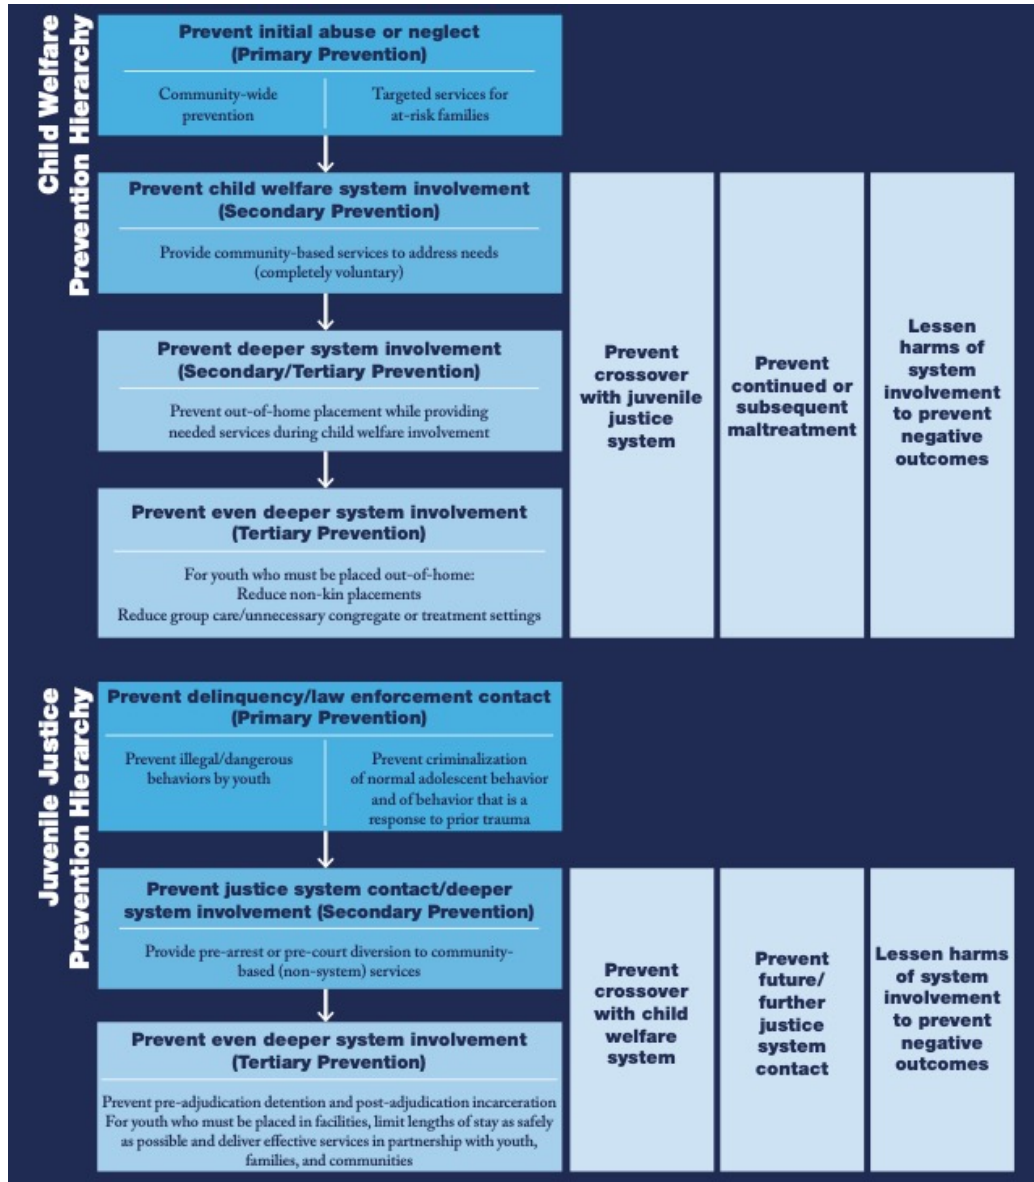 Child Welfare
Prevention Hierarchy
Prevent initial abuse or neglect
(Primary Prevention)
Community-wide
prevention
Targeted services for
at-risk families
Prevent child welfare system involvement
(Secondary Prevention)
Provide community-based services to address needs
(completely voluntary)
Prevent deeper system involvement
(Secondary/Tertiary Prevention)
Prevent out-of-home placement while providing
needed services during child welfare involvement
Prevent even deeper system involvement
(Tertiary Prevention)
For youth who must be placed out-of-home:
Reduce non-kin placements
Reduce group care/unnecessary congregate or treatment settings
Prevent
crossover
with juvenile
justice
system
Prevent
continued or
subsequent
maltreatment
Lessen
harms of
system
involvement
to prevent
negative
outcomes
Juvenile Justice
Prevention Hierarchy
Prevent delinquency/law enforcement contact
(Primary Prevention)
Prevent illegal/dangerous
behaviors by youth
Prevent criminalization
of normal adolescent behavior
and of behavior that is a
response to prior trauma
Prevent justice system contact/deeper
system involvement (Secondary Prevention)
Provide pre-arrest or pre-court diversion to community-
based (non-system) services
Prevent even deeper system involvement
(Tertiary Prevention)
Prevent pre-adjudication detention and post-adjudication incarceration
For youth who must be placed in facilities, limit lengths of stay as safely
as possible and deliver effective services in partnership with youth,
families, and communities
Prevent
crossover
with child
welfare
system
Prevent
future/
further
justice
system
contact
Lessen harms
of system
involvement
to prevent
negative
outcomes